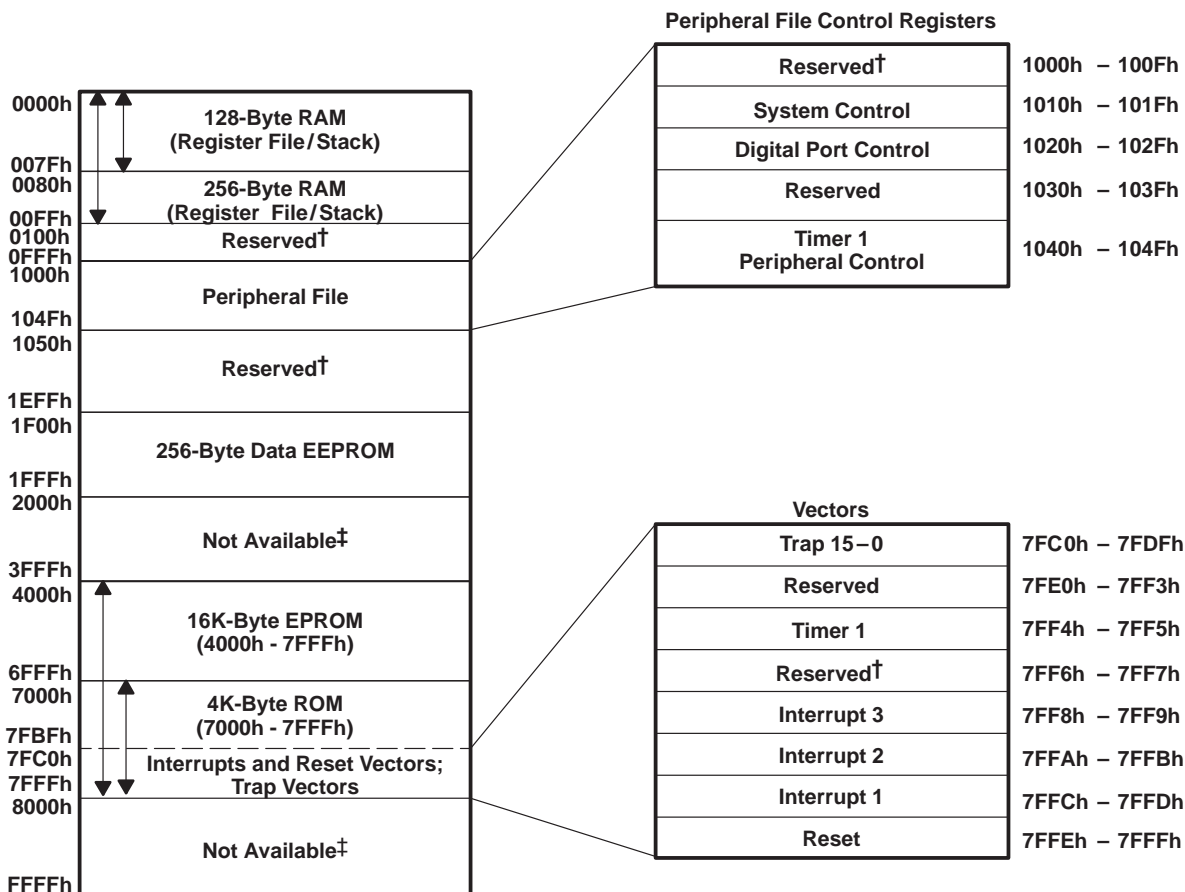 Peripheral File Control Registers
Reserved† 1000h – 100Fh
System Control 1010h – 101Fh
Digital Port Control 1020h – 102Fh
Reserved 1030h – 103Fh
Timer 1
Peripheral Control 1040h – 104Fh
0000h
128-Byte RAM
(Register File/Stack)
007Fh
0080h
256-Byte RAM
(Register File/Stack)
00FFh
0100h
Reserved†
0FFFh
1000h
Peripheral File
104Fh
1050h
Reserved†
1EFFh
1F00h
256-Byte Data EEPROM
1FFFh
2000h
Not Available‡
3FFFh
4000h
16K-Byte EPROM
(4000h - 7FFFh)
6FFFh
7000h
4K-Byte ROM
(7000h - 7FFFh)
7FBFh
7FC0h
Interrupts and Reset Vectors;
Trap Vectors
7FFFh
8000h
Not Available‡
FFFFh
Vectors
Trap 15–0 7FC0h – 7FDFh
Reserved 7FE0h – 7FF3h
Timer 1 7FF4h – 7FF5h
Reserved† 7FF6h – 7FF7h
Interrupt 3 7FF8h – 7FF9h
Interrupt 2 7FFAh – 7FFBh
Interrupt 1 7FFCh – 7FFDh
Reset 7FFEh – 7FFFh